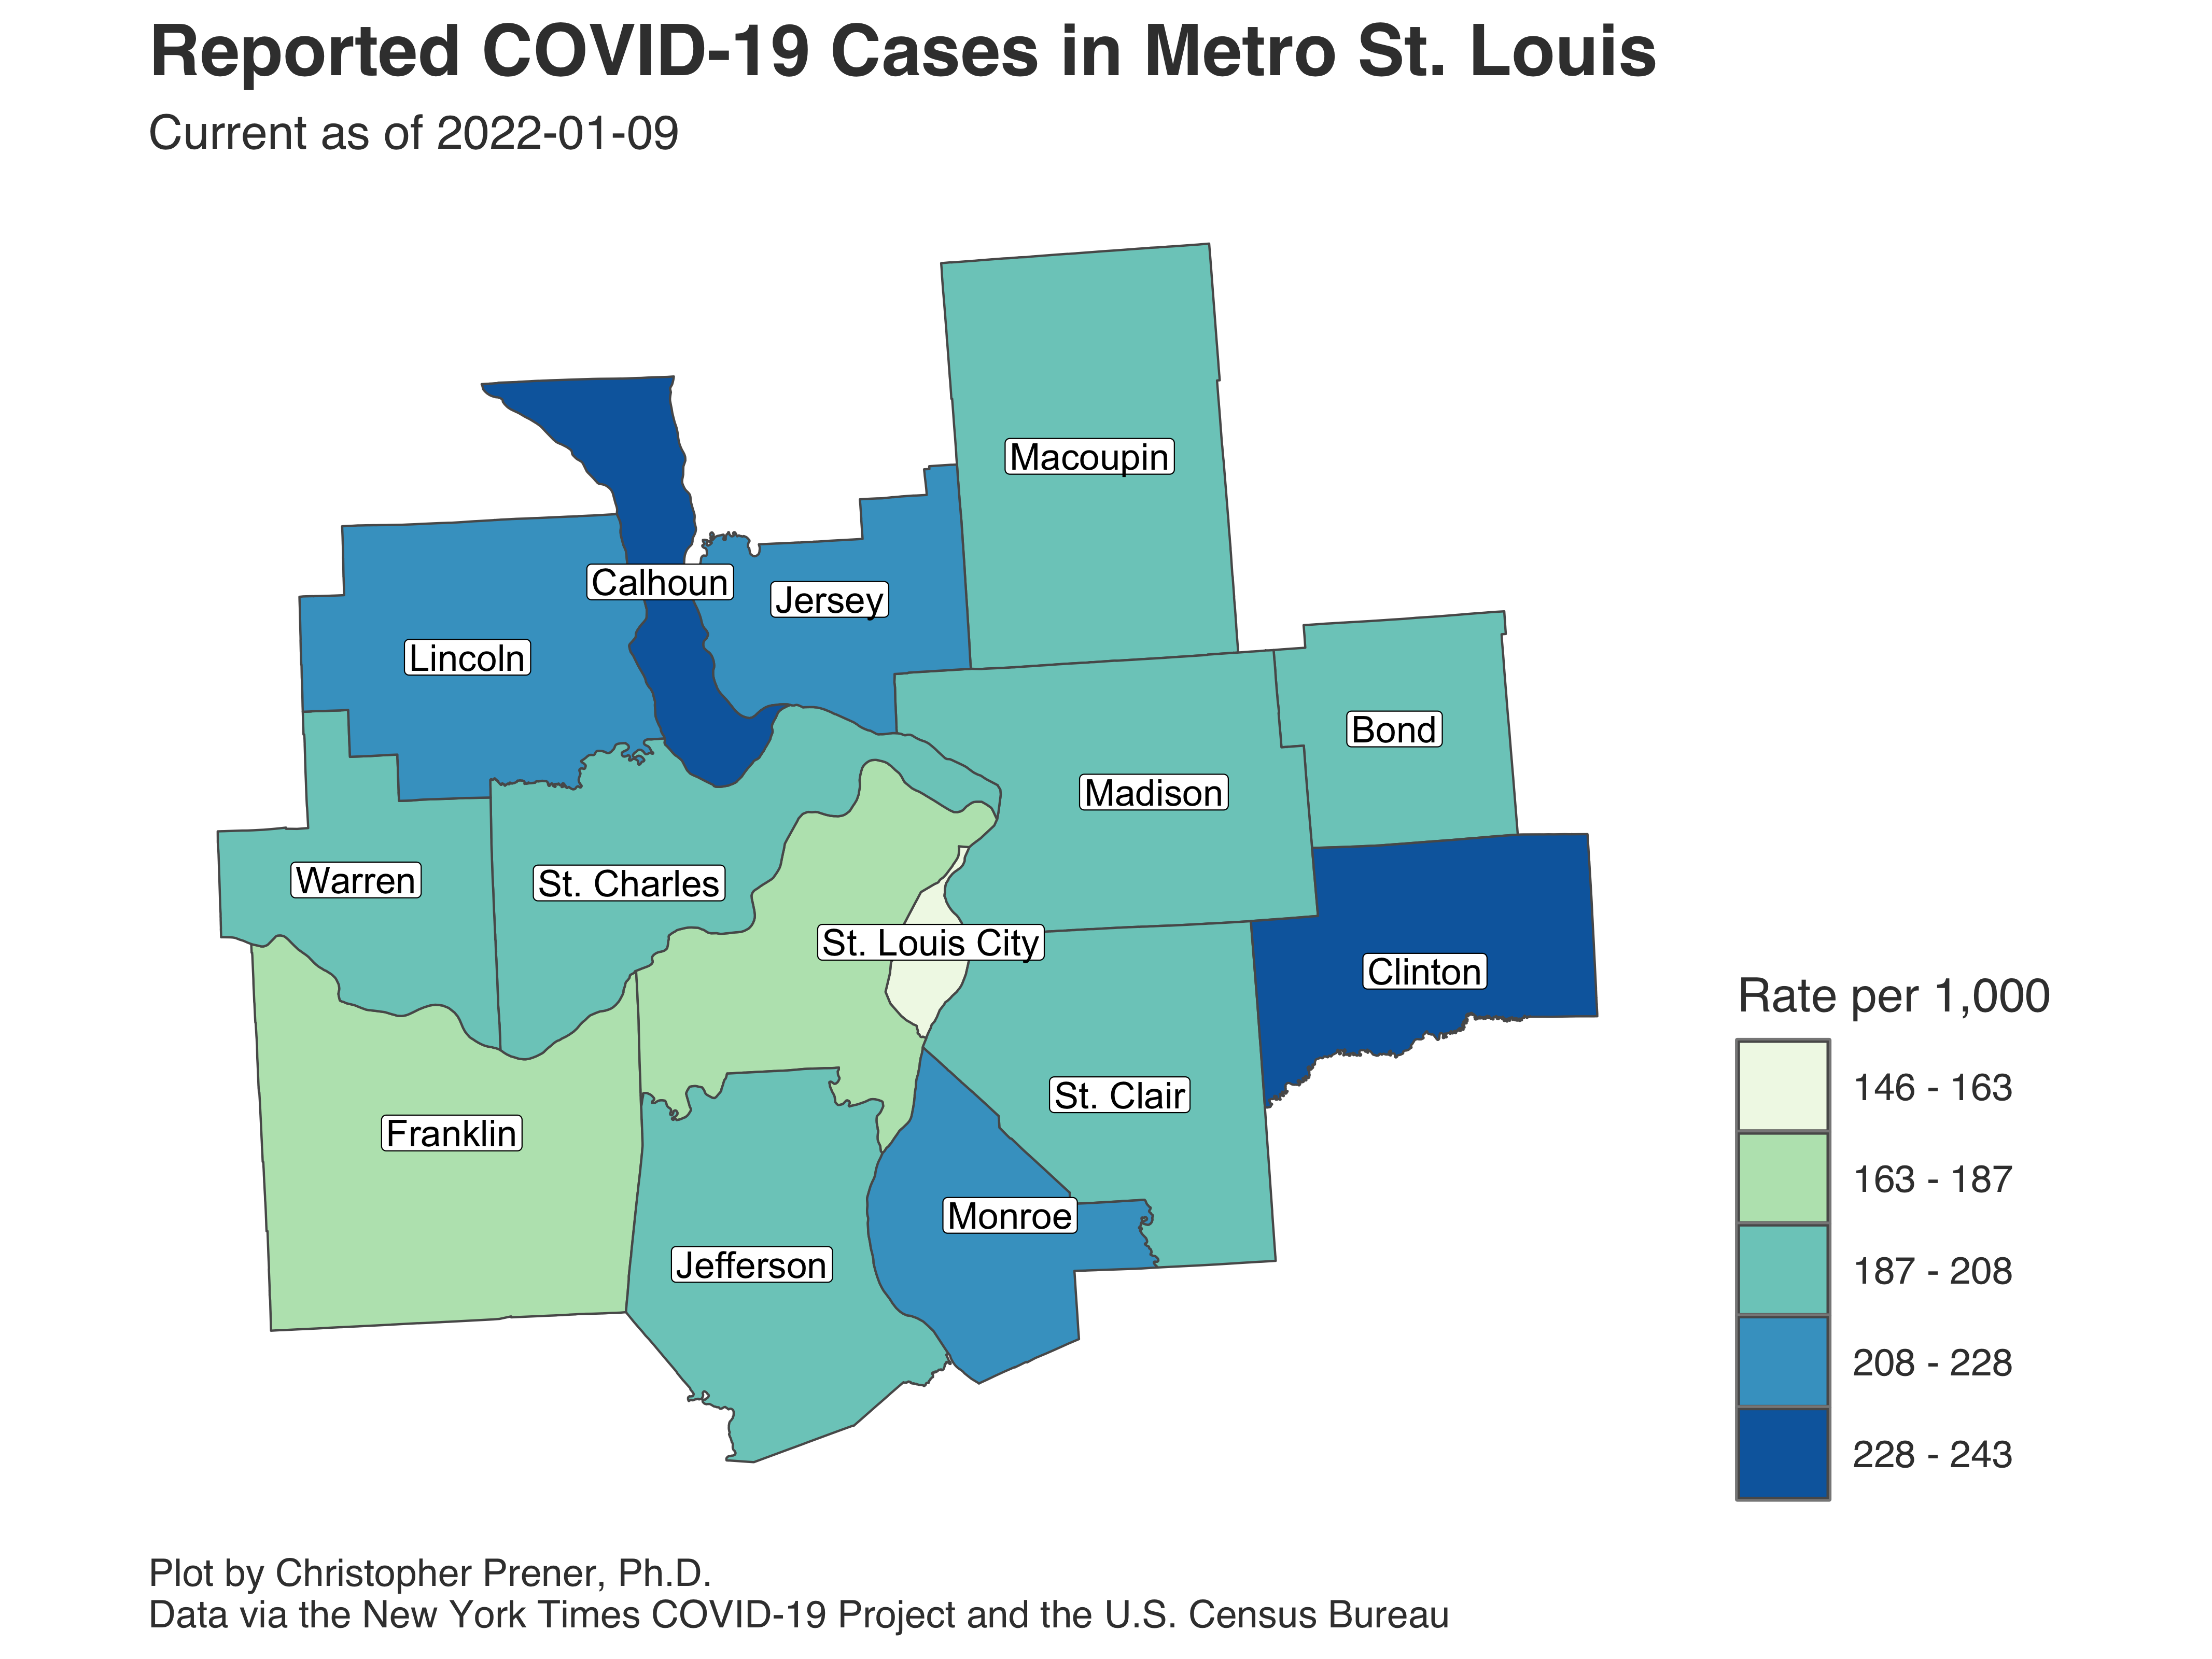 Reported COVID-19 Cases in Metro St. Louis
Current as of 2022-01-09
Macoupin
Calhoun
Jersey
Lincoln
Bond
Madison
Warren
St. Charles
St. Louis City
Clinton
St. Clair
Franklin
Monroe
Jefferson
Rate per 1,000
146 - 163
163 - 187
187 - 208
208 - 228
228 - 243
Plot by Christopher Prener, Ph.D.
Data via the New York Times COVID-19 Project and the U.S. Census Bureau